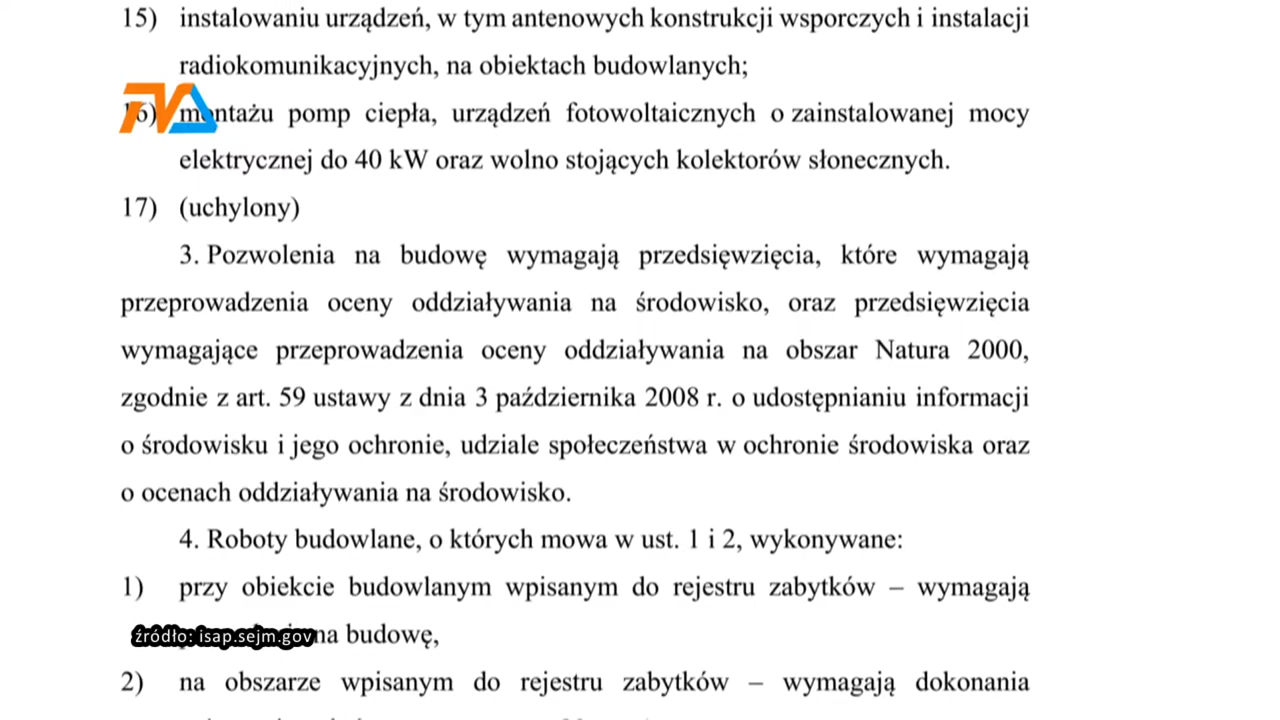 15) instalowaniu urządzeń, w tym antenowych konstrukcji wsporczych i instalacji
radiokomunikacyjnych, na obiektach budowlanych;
16) montażu pomp ciepła, urządzeń fotowoltaicznych o zainstalowanej mocy
elektrycznej do 40 kW oraz wolno stojących kolektorów słonecznych.
17) (uchylony)
3. Pozwolenia na budowę wymagają przedsięwzięcia, które wymagają
przeprowadzenia oceny oddziaływania na środowisko, oraz przedsięwzięcia
wymagające przeprowadzenia oceny oddziaływania na obszar Natura 2000,
zgodnie z art. 59 ustawy z dnia 3 października 2008 r. o udostępnianiu informacji
o środowisku i jego ochronie, udziale społeczeństwa w ochronie środowiska oraz
o ocenach oddziaływania na środowisko.
4. Roboty budowlane, o których mowa w ust. 1 i 2, wykonywane:
1) przy obiekcie budowlanym wpisanym do rejestru zabytków – wymagają
źródło: isap.sejm.gov na budowę,
2) na obszarze wpisanym do rejestru zabytków – wymagają dokonania